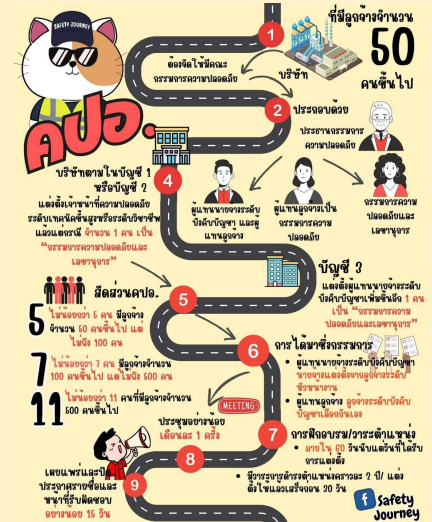 SAFETY JOURNEY
คปอ.
1
ที่มีลูกจ้างจำนวน
50
คนขึ้นไป
บริษัท
ต้องจัดให้มีคณะ
กรรมการความปลอดภัย
2
ประกอบด้วย
ประธานกรรมการ
ความปลอดภัย
ผู้แทนนายจ้างระดับ
บังคับบัญชา และผู้
แทนลูกจ้าง
ผู้แทนลูกจ้างเป็น
กรรมการความ
ปลอดภัย
กรรมการความ
ปลอดภัยและ
เลขานุการ
4
บริษัทตามในบัญชี 1
หรือบัญชี 2
แต่งตั้งเจ้าหน้าที่ความปลอดภัย
ระดับเทคนิคขั้นสูงหรือระดับวิชาชีพ
แล้วแต่กรณี จำนวน 1 คน เป็น
“กรรมการความปลอดภัยและ
เลขานุการ”
บัญชี 3
แต่งตั้งผู้แทนนายจ้างระดับ
บังคับบัญชาเพิ่มขึ้นอีก 1 คน
เป็น “กรรมการความ
ปลอดภัยและเลขานุการ”
5
สัดส่วนคปอ.
5
ไม่น้อยกว่า 5 คน มีลูกจ้าง
จำนวน 50 คนขึ้นไป แต่
ไม่ถึง 100 คน
7
ไม่น้อยกว่า 7 คน มีลูกจ้างจำนวน
100 คนขึ้นไป แต่ไม่ถึง 500 คน
11
ไม่น้อยกว่า 11 คนที่มีลูกจ้างจำนวน
500 คนขึ้นไป
6
การได้มาซึ่งกรรมการ
ผู้แทนนายจ้างระดับบังคับบัญชา
นายจ้างแต่งตั้งจากลูกจ้างระดับ
หัวหน้างาน
ผู้แทนลูกจ้าง ลูกจ้างระดับบังคับ
บัญชาเลือกกันเอง
7
การฝึกอบรม/วาระตำแหน่ง
ภายใน 60 วันนับแต่วันที่ได้รับ
การแต่งตั้ง
มีวาระการดำรงตำแหน่งคราวละ 2 ปี/ แต่ง
ตั้งใหม่แล้วเสร็จก่อน 30 วัน
MEETING!
ประชุมอย่างน้อย
เดือนละ 1 ครั้ง
8
9
เผยแพร่และปิด
ประกาศรายชื่อและ
หน้าที่รับผิดชอบ
อย่างน้อย 15 วัน
Safety
Journey